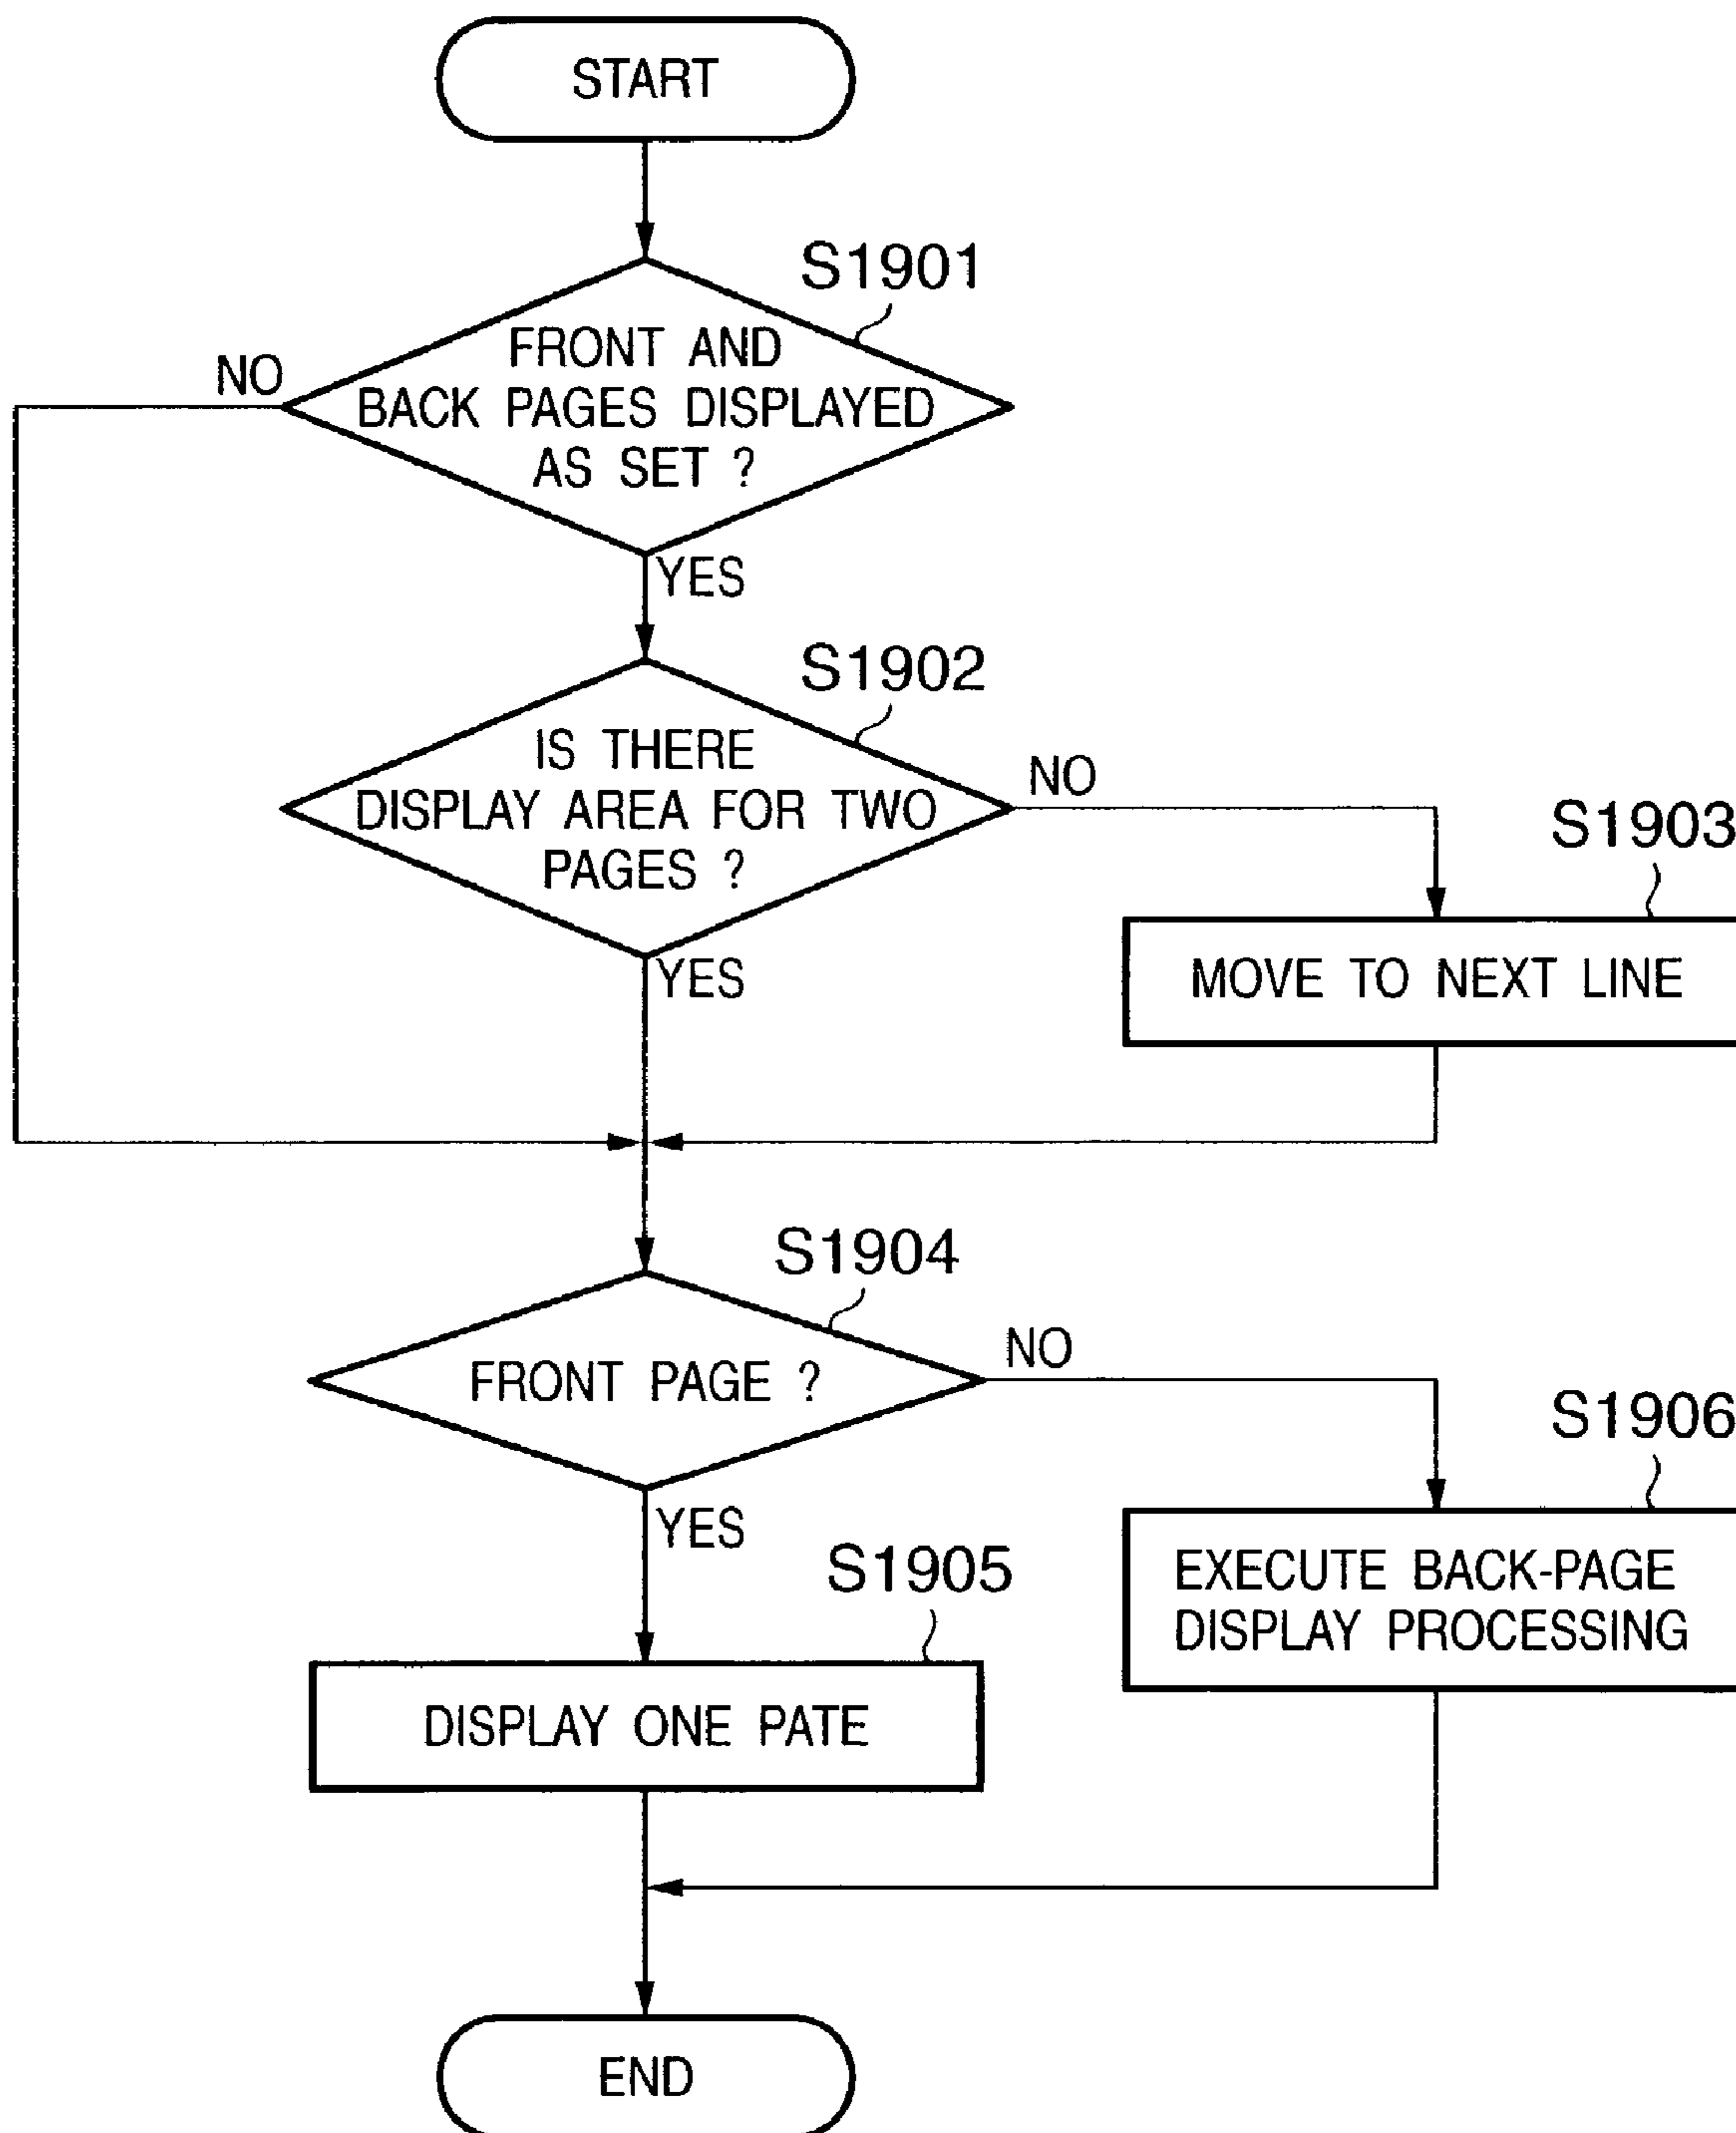 START
S1901
FRONT AND
BACK PAGES DISPLAYED
AS SET ?
NO
YES
S1902
IS THERE
DISPLAY AREA FOR TWO
PAGES ?
NO
YES
S1903
MOVE TO NEXT LINE
S1904
FRONT PAGE ?
NO
YES
S1906
EXECUTE BACK-PAGE
DISPLAY PROCESSING
S1905
DISPLAY ONE PATE
END